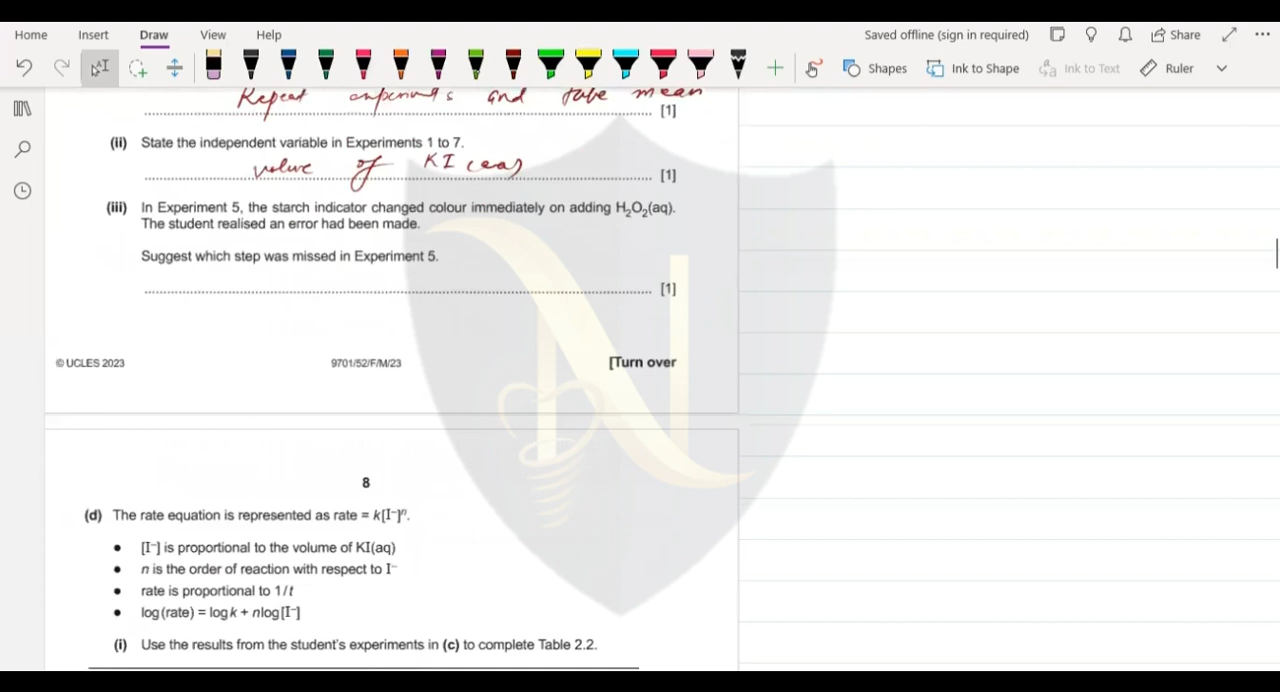 Home Insert Draw View Help Saved offline (sign in required) Share
Shapes Ink to Shape Ink to Text Ruler
Repeat and take mean
[1]
(ii) State the independent variable in Experiments 1 to 7.
volume of KI (eas) [1]
(iii) In Experiment 5, the starch indicator changed colour immediately on adding H₂O₂(aq).
The student realised an error had been made.
Suggest which step was missed in Experiment 5.
[1]
© UCLES 2023 9701/52/F/M/23 [Turn over
8
(d) The rate equation is represented as rate = k[I⁻]ⁿ.
• [I⁻] is proportional to the volume of KI(aq)
• n is the order of reaction with respect to I⁻
• rate is proportional to 1/t
• log (rate) = log k + n log [I⁻]
(i) Use the results from the student's experiments in (c) to complete Table 2.2.